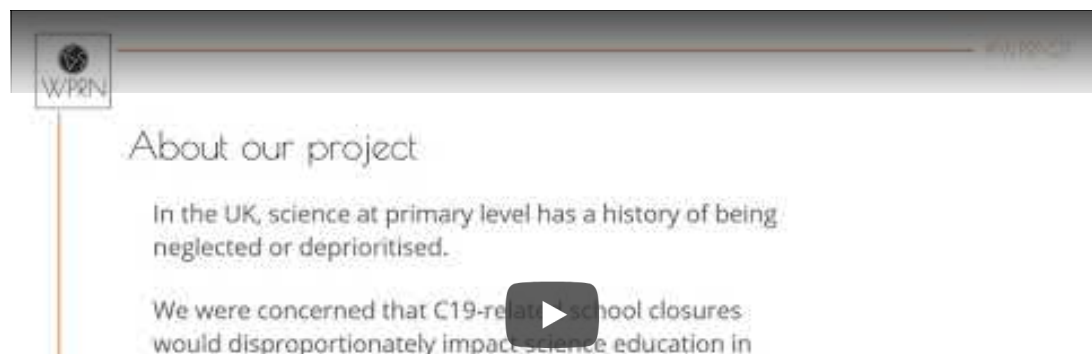 WPRN
About our project
In the UK, science at primary level has a history of being
neglected or deprioritised.
We were concerned that C19-related school closures
would disproportionately impact science education in